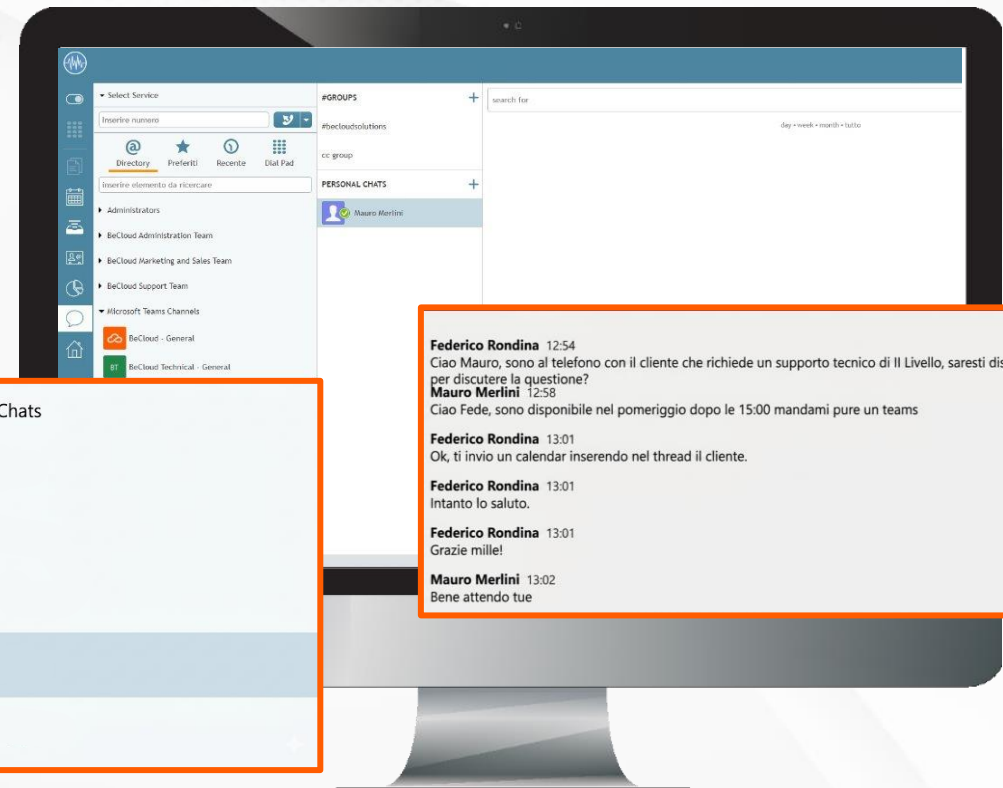 Select Service
Inserire numero
Directory
Preferiti
Recente
Dial Pad
inserire elemento da ricercare
Administrators
BeCloud Administration Team
BeCloud Marketing and Sales Team
BeCloud Support Team
Microsoft Teams Channels
BeCloud - General
BT
BeCloud Technical - General
#GROUPS
+
#becloudsolutions
cc group
PERSONAL CHATS
+
Mauro Merlini
search for
day • week • month • tutto
Chats
Federico Rondina 12:54
Ciao Mauro, sono al telefono con il cliente che richiede un supporto tecnico di II Livello, saresti dis
per discutere la questione?
Mauro Merlini 12:58
Ciao Fede, sono disponibile nel pomeriggio dopo le 15:00 mandami pure un teams
Federico Rondina 13:01
Ok, ti invio un calendar inserendo nel thread il cliente.
Federico Rondina 13:01
Intanto lo saluto.
Federico Rondina 13:01
Grazie mille!
Mauro Merlini 13:02
Bene attendo tue